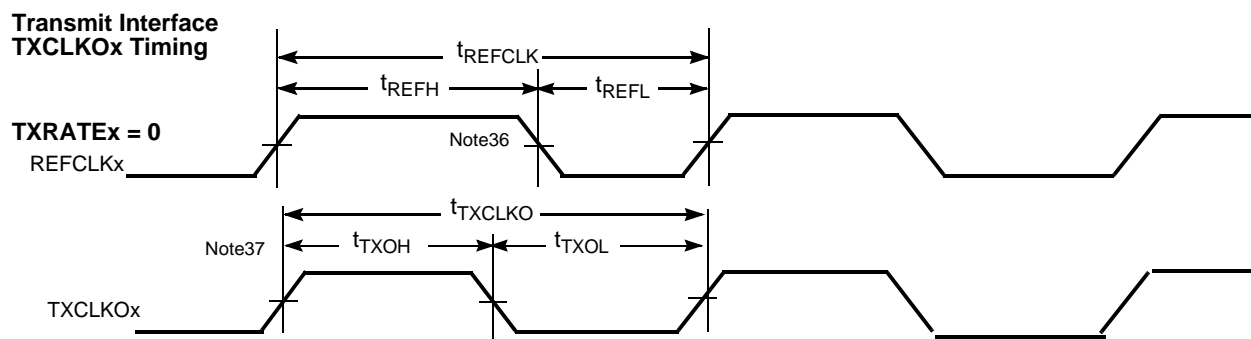 Transmit Interface
TXCLKOx Timing
tREFCLK
tREFH
tREFL
TXRATEx = 0
Note36
REFCLKx
tTXCLKO
Note37
tTXOH
tTXOL
TXCLKOx